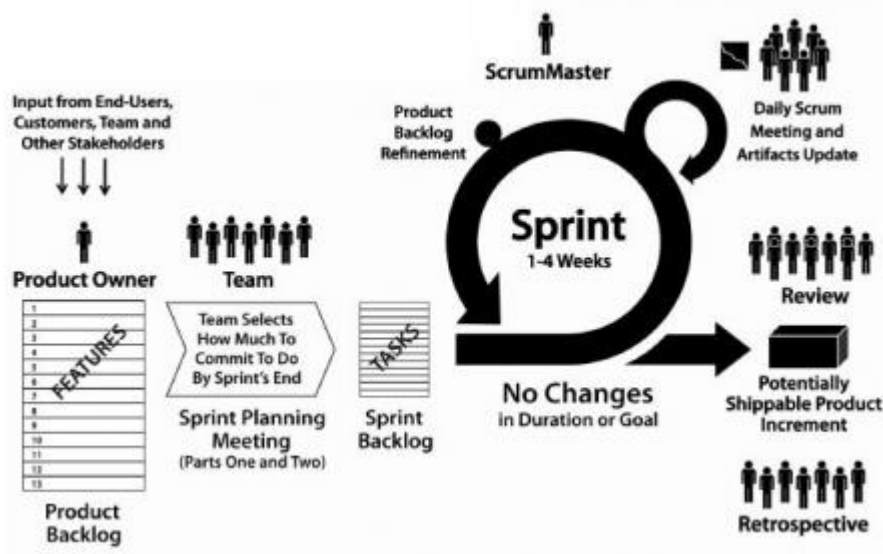 Input from End-Users,
Customers, Team and
Other Stakeholders
Product Owner
1
2
3
4
5
6
7
8
9
10
11
12
13
FEATURES
Product
Backlog
Team
Team Selects
How Much To
Commit To Do
By Sprint's End
Sprint Planning
Meeting
(Parts One and Two)
TASKS
Sprint
Backlog
ScrumMaster
Product
Backlog
Refinement
Sprint
1-4 Weeks
No Changes
in Duration or Goal
Daily Scrum
Meeting and
Artifacts Update
Review
Potentially
Shippable Product
Increment
Retrospective